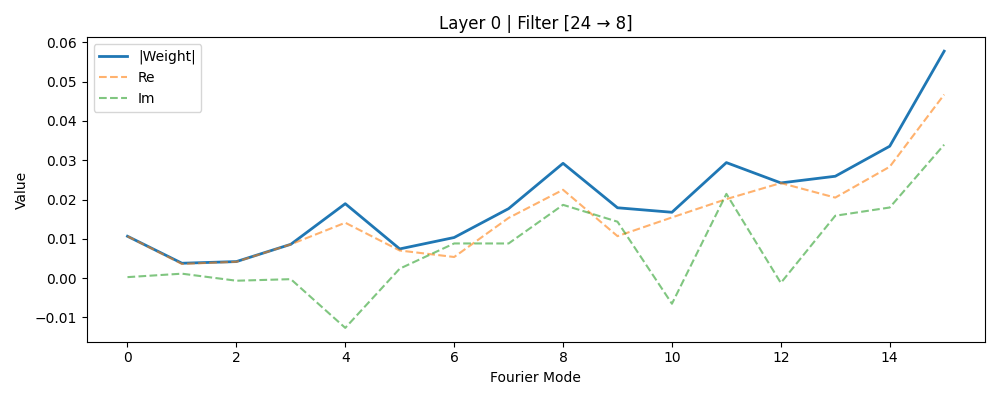 Layer 0 | Filter [24 → 8]
|Weight|
Re
Im
0.06
0.05
0.04
0.03
0.02
0.01
0.00
−0.01
Value
0 2 4 6 8 10 12 14
Fourier Mode